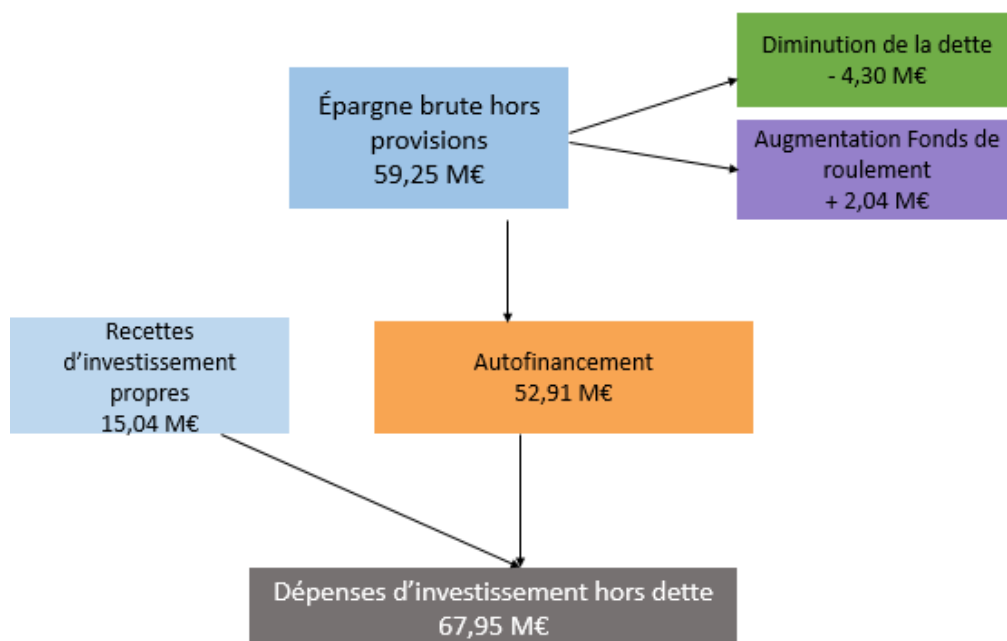 Diminution de la dette
- 4,30 M€
Épargne brute hors
provisions
59,25 M€
Augmentation Fonds de
roulement
+ 2,04 M€
Recettes
d’investissement
propres
15,04 M€
Autofinancement
52,91 M€
Dépenses d’investissement hors dette
67,95 M€